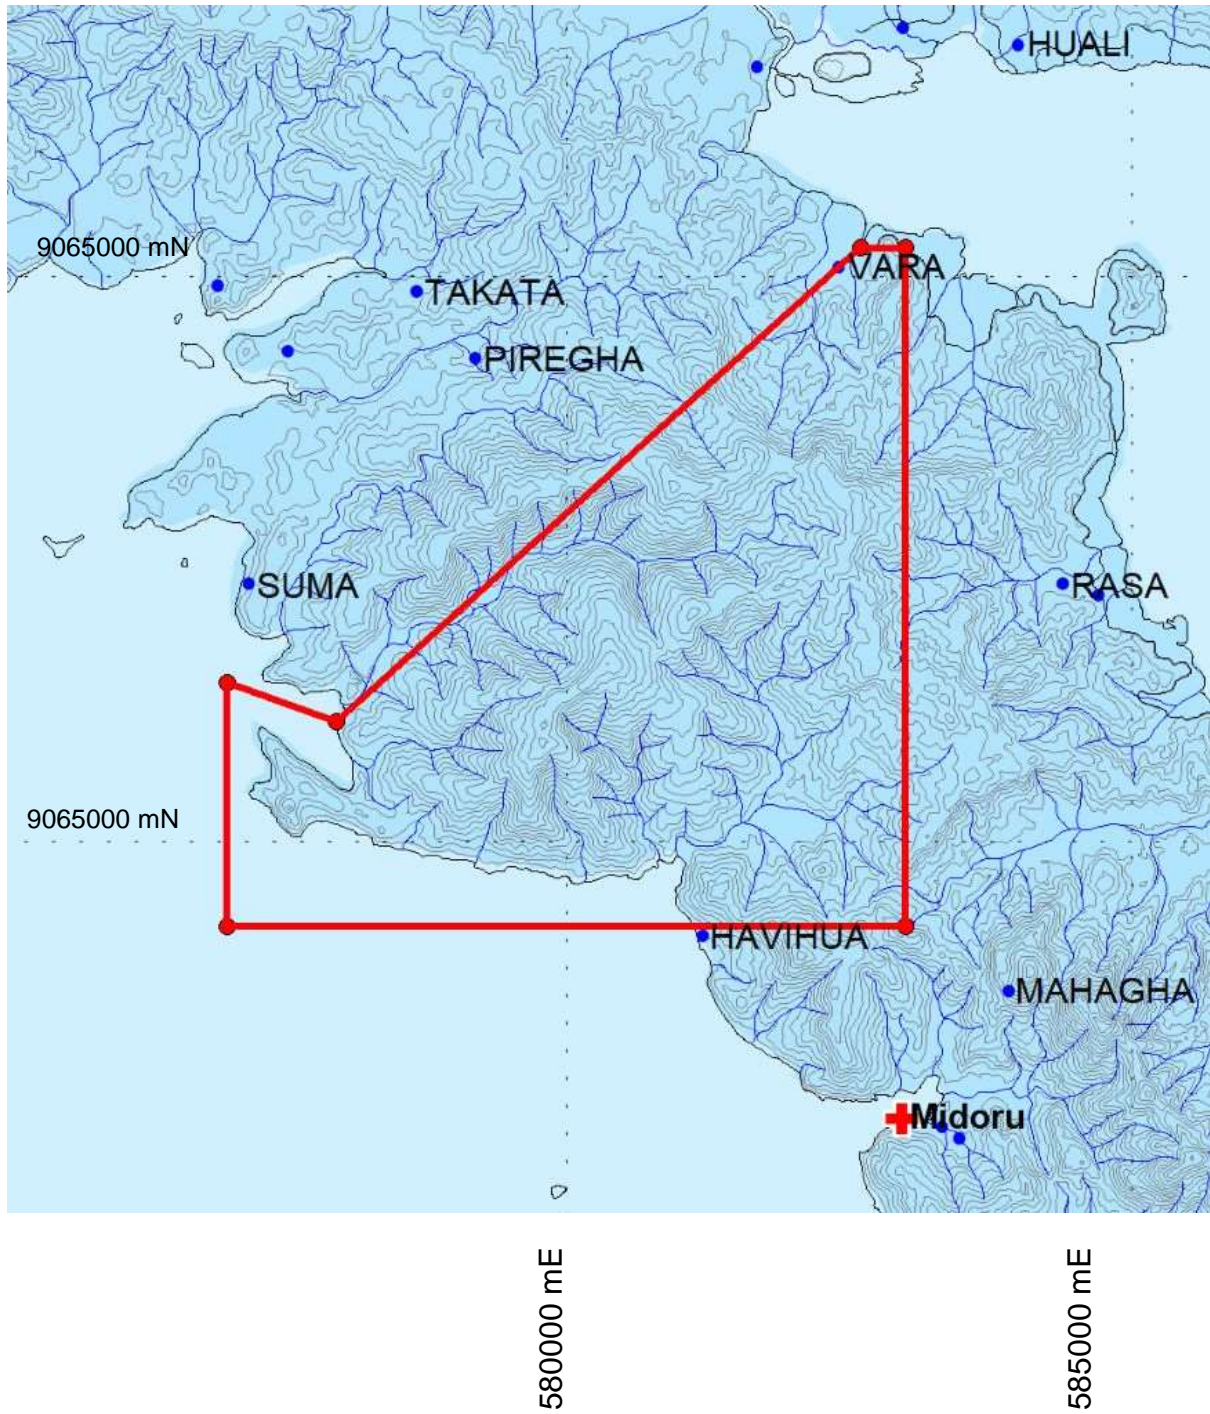 HUALI
9065000 mN
VARA
TAKATA
PIREGHA
SUMA
RASA
9065000 mN
HAVIHUA
MAHAGHA
Midoru
580000 mE
585000 mE